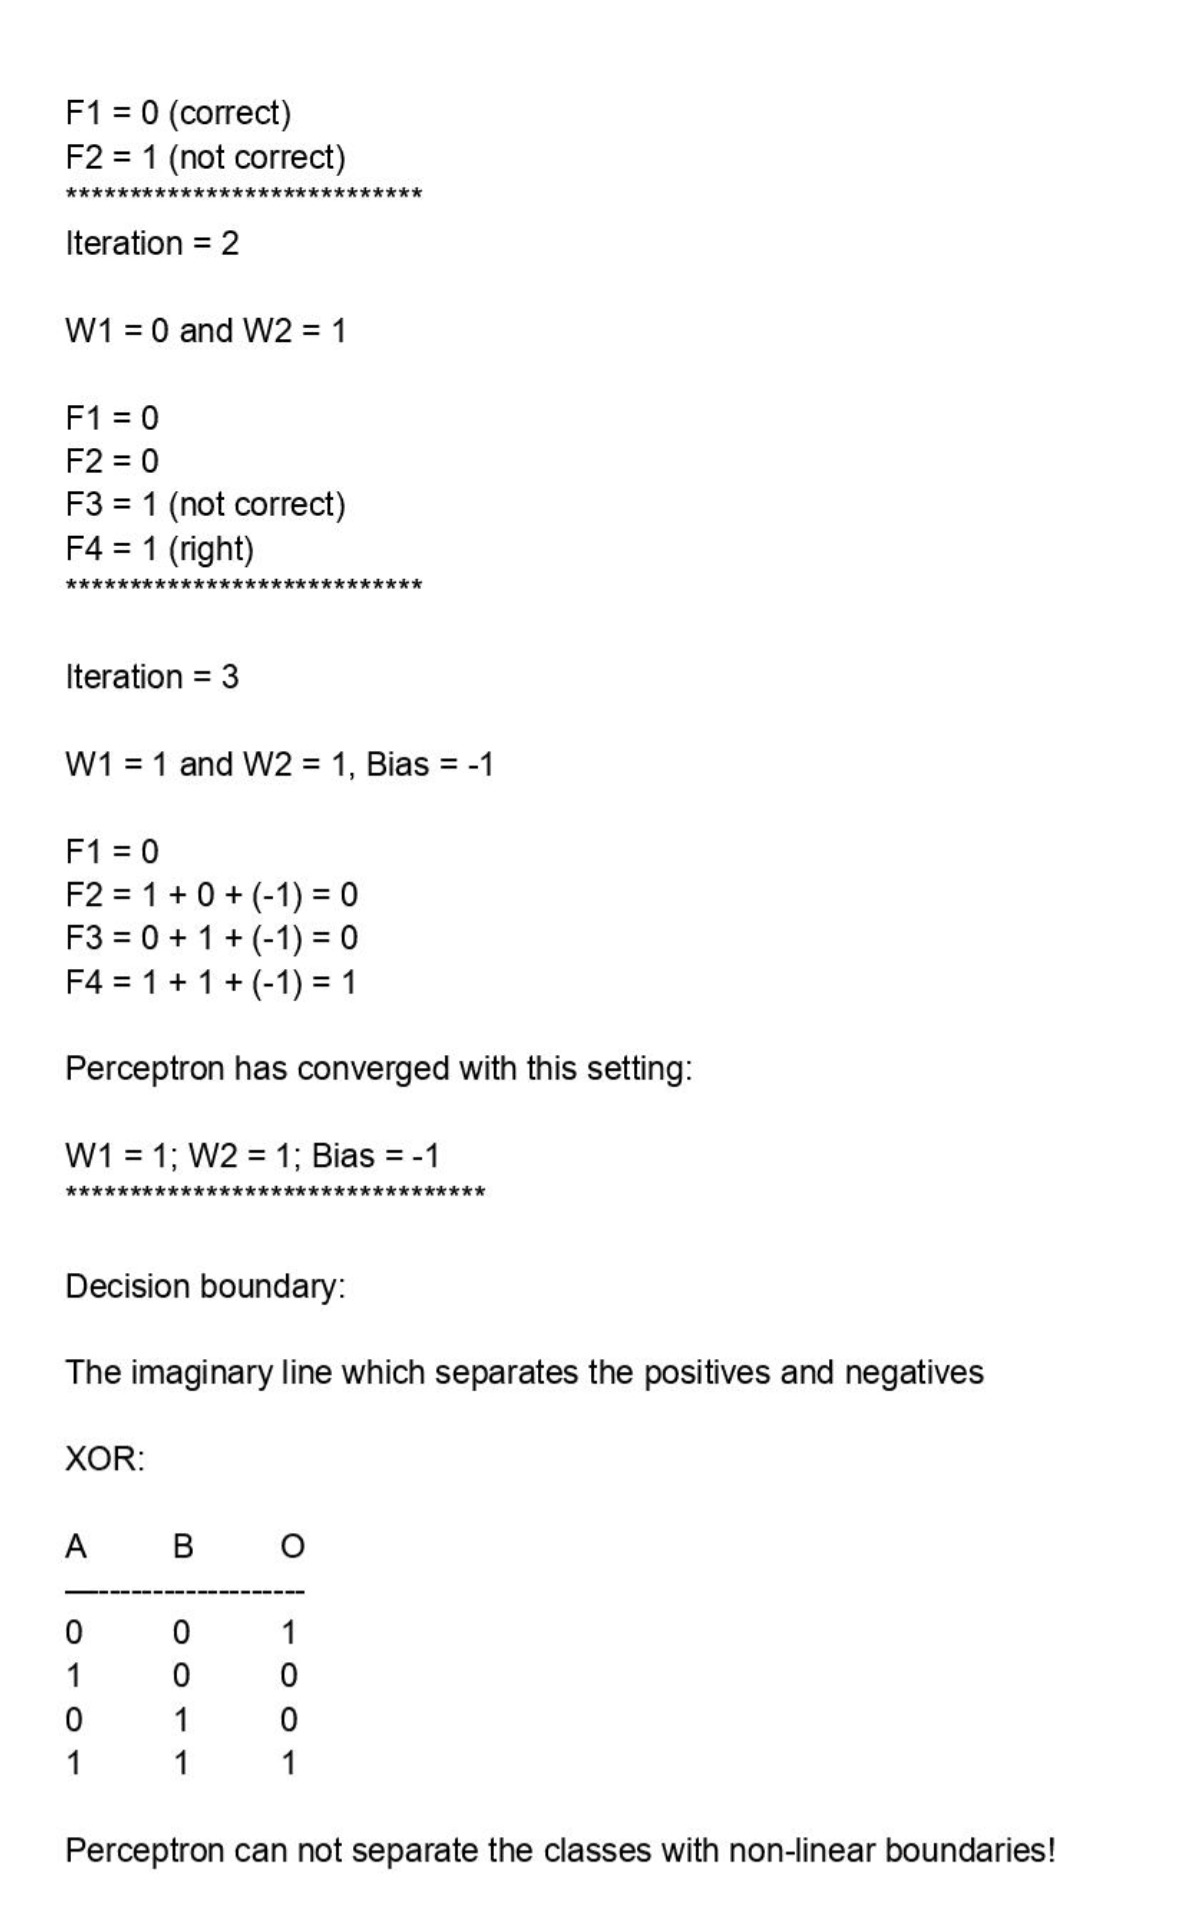 F1 = 0 (correct)
F2 = 1 (not correct)
****************************
Iteration = 2
W1 = 0 and W2 = 1
F1 = 0
F2 = 0
F3 = 1 (not correct)
F4 = 1 (right)
****************************
Iteration = 3
W1 = 1 and W2 = 1, Bias = -1
F1 = 0
F2 = 1 + 0 + (-1) = 0
F3 = 0 + 1 + (-1) = 0
F4 = 1 + 1 + (-1) = 1
Perceptron has converged with this setting:
W1 = 1; W2 = 1; Bias = -1
*********************************
Decision boundary:
The imaginary line which separates the positives and negatives
XOR:
A B O
—--------------------
0 0 1
1 0 0
0 1 0
1 1 1
Perceptron can not separate the classes with non-linear boundaries!